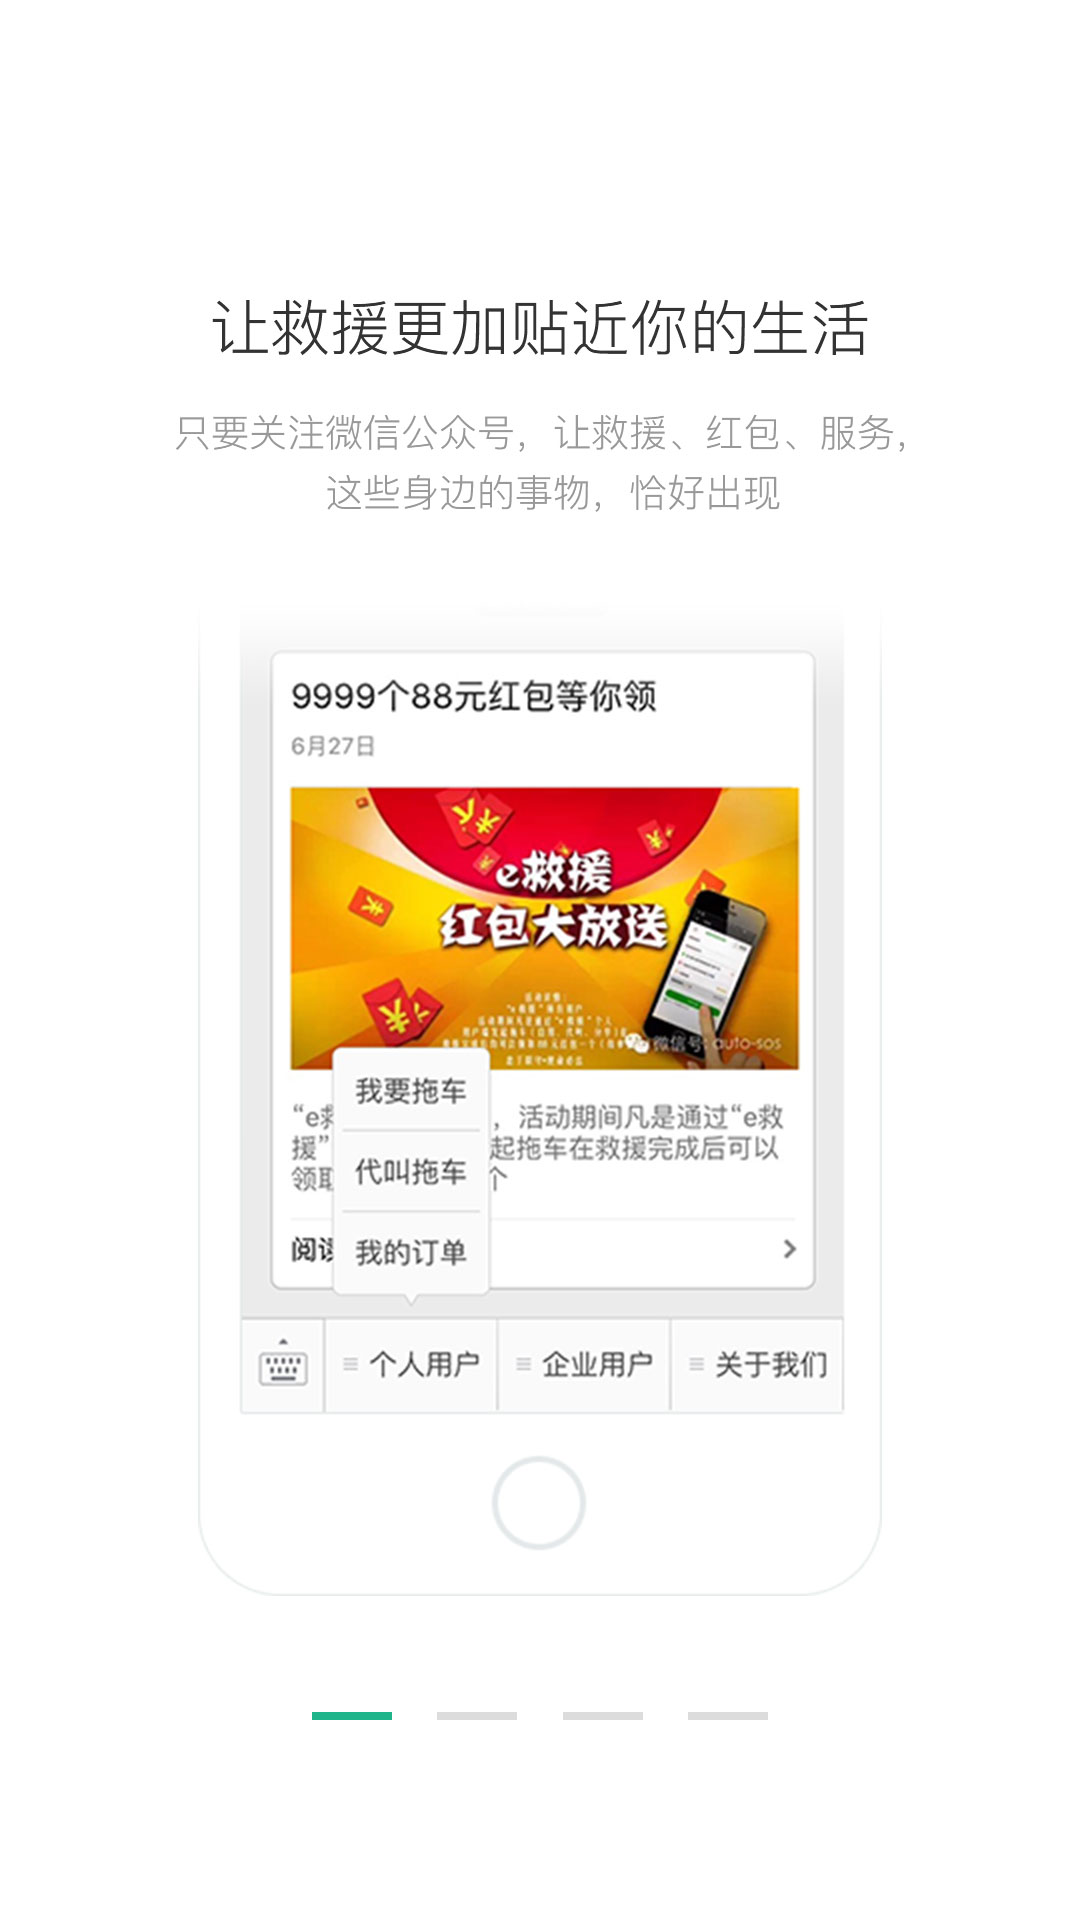 让救援更加贴近你的生活
只要关注微信公众号，让救援、红包、服务，
这些身边的事物，恰好出现
9999个88元红包等你领
6月27日
e救援
红包大放送
微信号: auto-sos
我要拖车
代叫拖车
我的订单
“e救
，活动期间凡是通过“e救
援”
起拖车在救援完成后可以
领取
个
阅读
个人用户
企业用户
关于我们